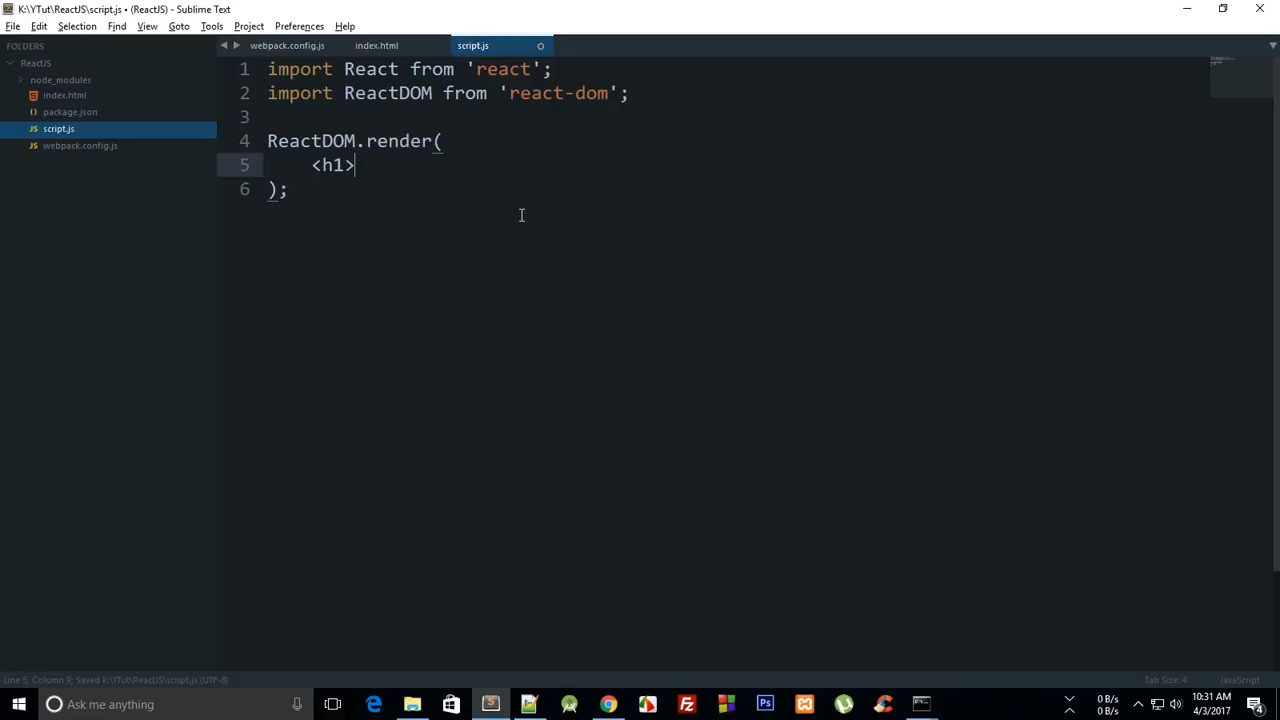 K:\YTut\ReactJS\script.js • (ReactJS) - Sublime Text
File Edit Selection Find View Goto Tools Project Preferences Help
FOLDERS
ReactJS
node_modules
index.html
package.json
script.js
webpack.config.js
webpack.config.js index.html script.js
1 import React from 'react';
2 import ReactDOM from 'react-dom';
3
4 ReactDOM.render(
5 <h1>
6 );
Line 5, Column 9; Saved K:\YTut\ReactJS\script.js (UTF-8) Tab Size: 4 JavaScript
Ask me anything
0 B/s
0 B/s
10:31 AM
4/3/2017
4